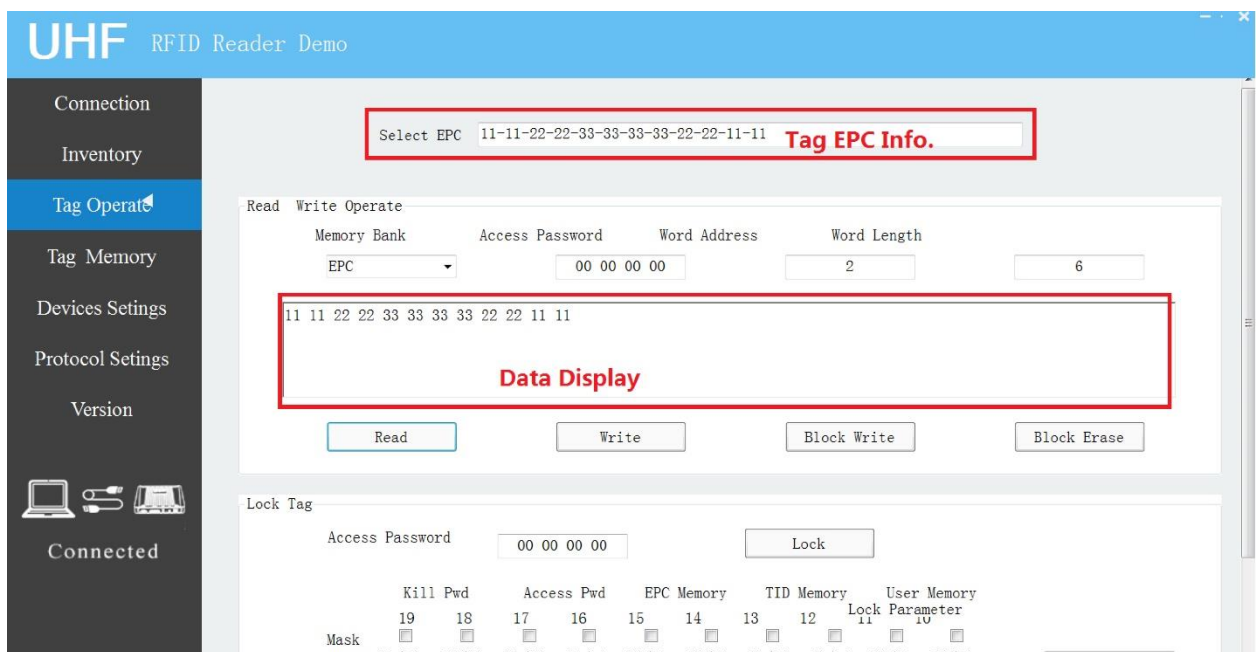 UHF RFID Reader Demo
Connection
Inventory
Tag Operate
Tag Memory
Devices Setings
Protocol Setings
Version
Connected
Select EPC 11-11-22-22-33-33-33-33-22-22-11-11 Tag EPC Info.
Read Write Operate
Memory Bank Access Password Word Address Word Length
EPC 00 00 00 00 2 6
11 11 22 22 33 33 33 33 22 22 11 11
Data Display
Read Write Block Write Block Erase
Lock Tag
Access Password 00 00 00 00 Lock
Kill Pwd Access Pwd EPC Memory TID Memory User Memory
Lock Parameter
19 18 17 16 15 14 13 12 11 10
Mask